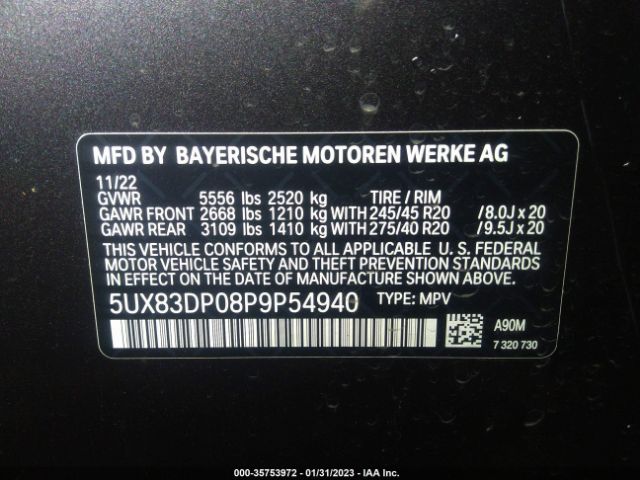 MFD BY BAYERISCHE MOTOREN WERKE AG
11/22
GVWR 5556 lbs 2520 kg TIRE / RIM
GAWR FRONT 2668 lbs 1210 kg WITH 245/45 R20 /8.0J x 20
GAWR REAR 3109 lbs 1410 kg WITH 275/40 R20 /9.5J x 20
THIS VEHICLE CONFORMS TO ALL APPLICABLE U. S. FEDERAL
MOTOR VEHICLE SAFETY AND THEFT PREVENTION STANDARDS
IN EFFECT ON THE DATE OF MANUFACTURE SHOWN ABOVE.
5UX83DP08P9P54940 TYPE: MPV
A90M
7 320 730
000-35753972 - 01/31/2023 - IAA Inc.